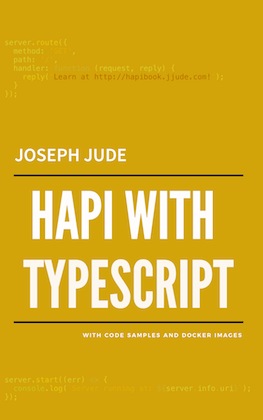 server.route({
method:
path:
handler: function (request, reply) {
reply( Learn at http://hapibook.jjude.com! );
}
});
JOSEPH JUDE
HAPI WITH
TYPESCRIPT
WITH CODE SAMPLES AND DOCKER IMAGES
server.start((err) => {
console.log( server.info.uri );
});